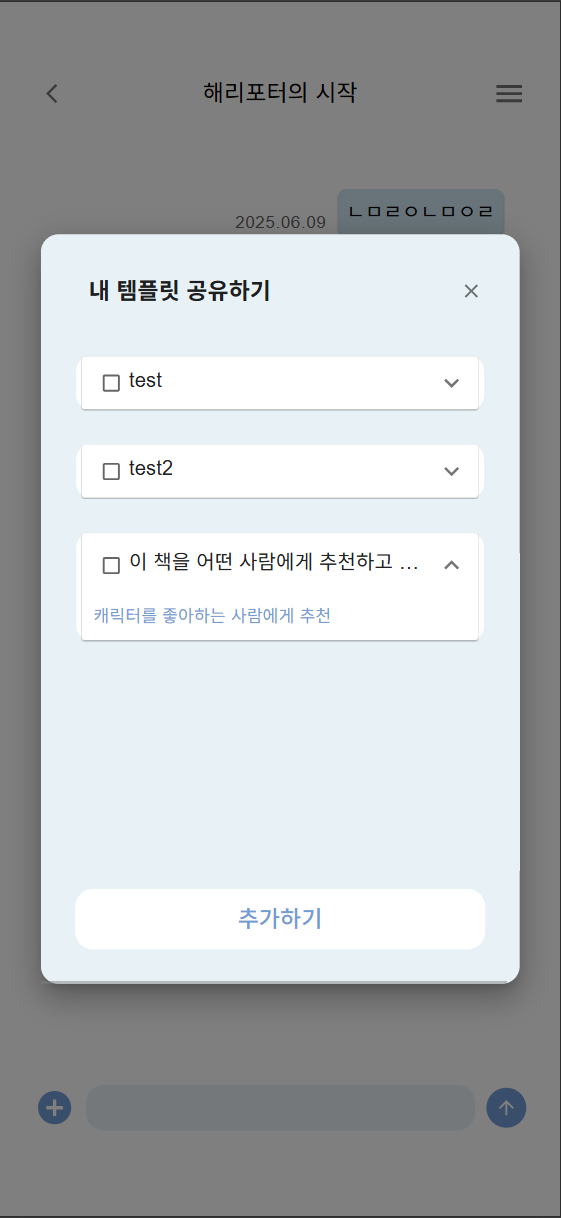 해리포터의 시작
2025.06.09
ㄴㅁㄹㅇㄴㅁㅇㄹ
내 템플릿 공유하기
test
test2
이 책을 어떤 사람에게 추천하고 ...
캐릭터를 좋아하는 사람에게 추천
추가하기